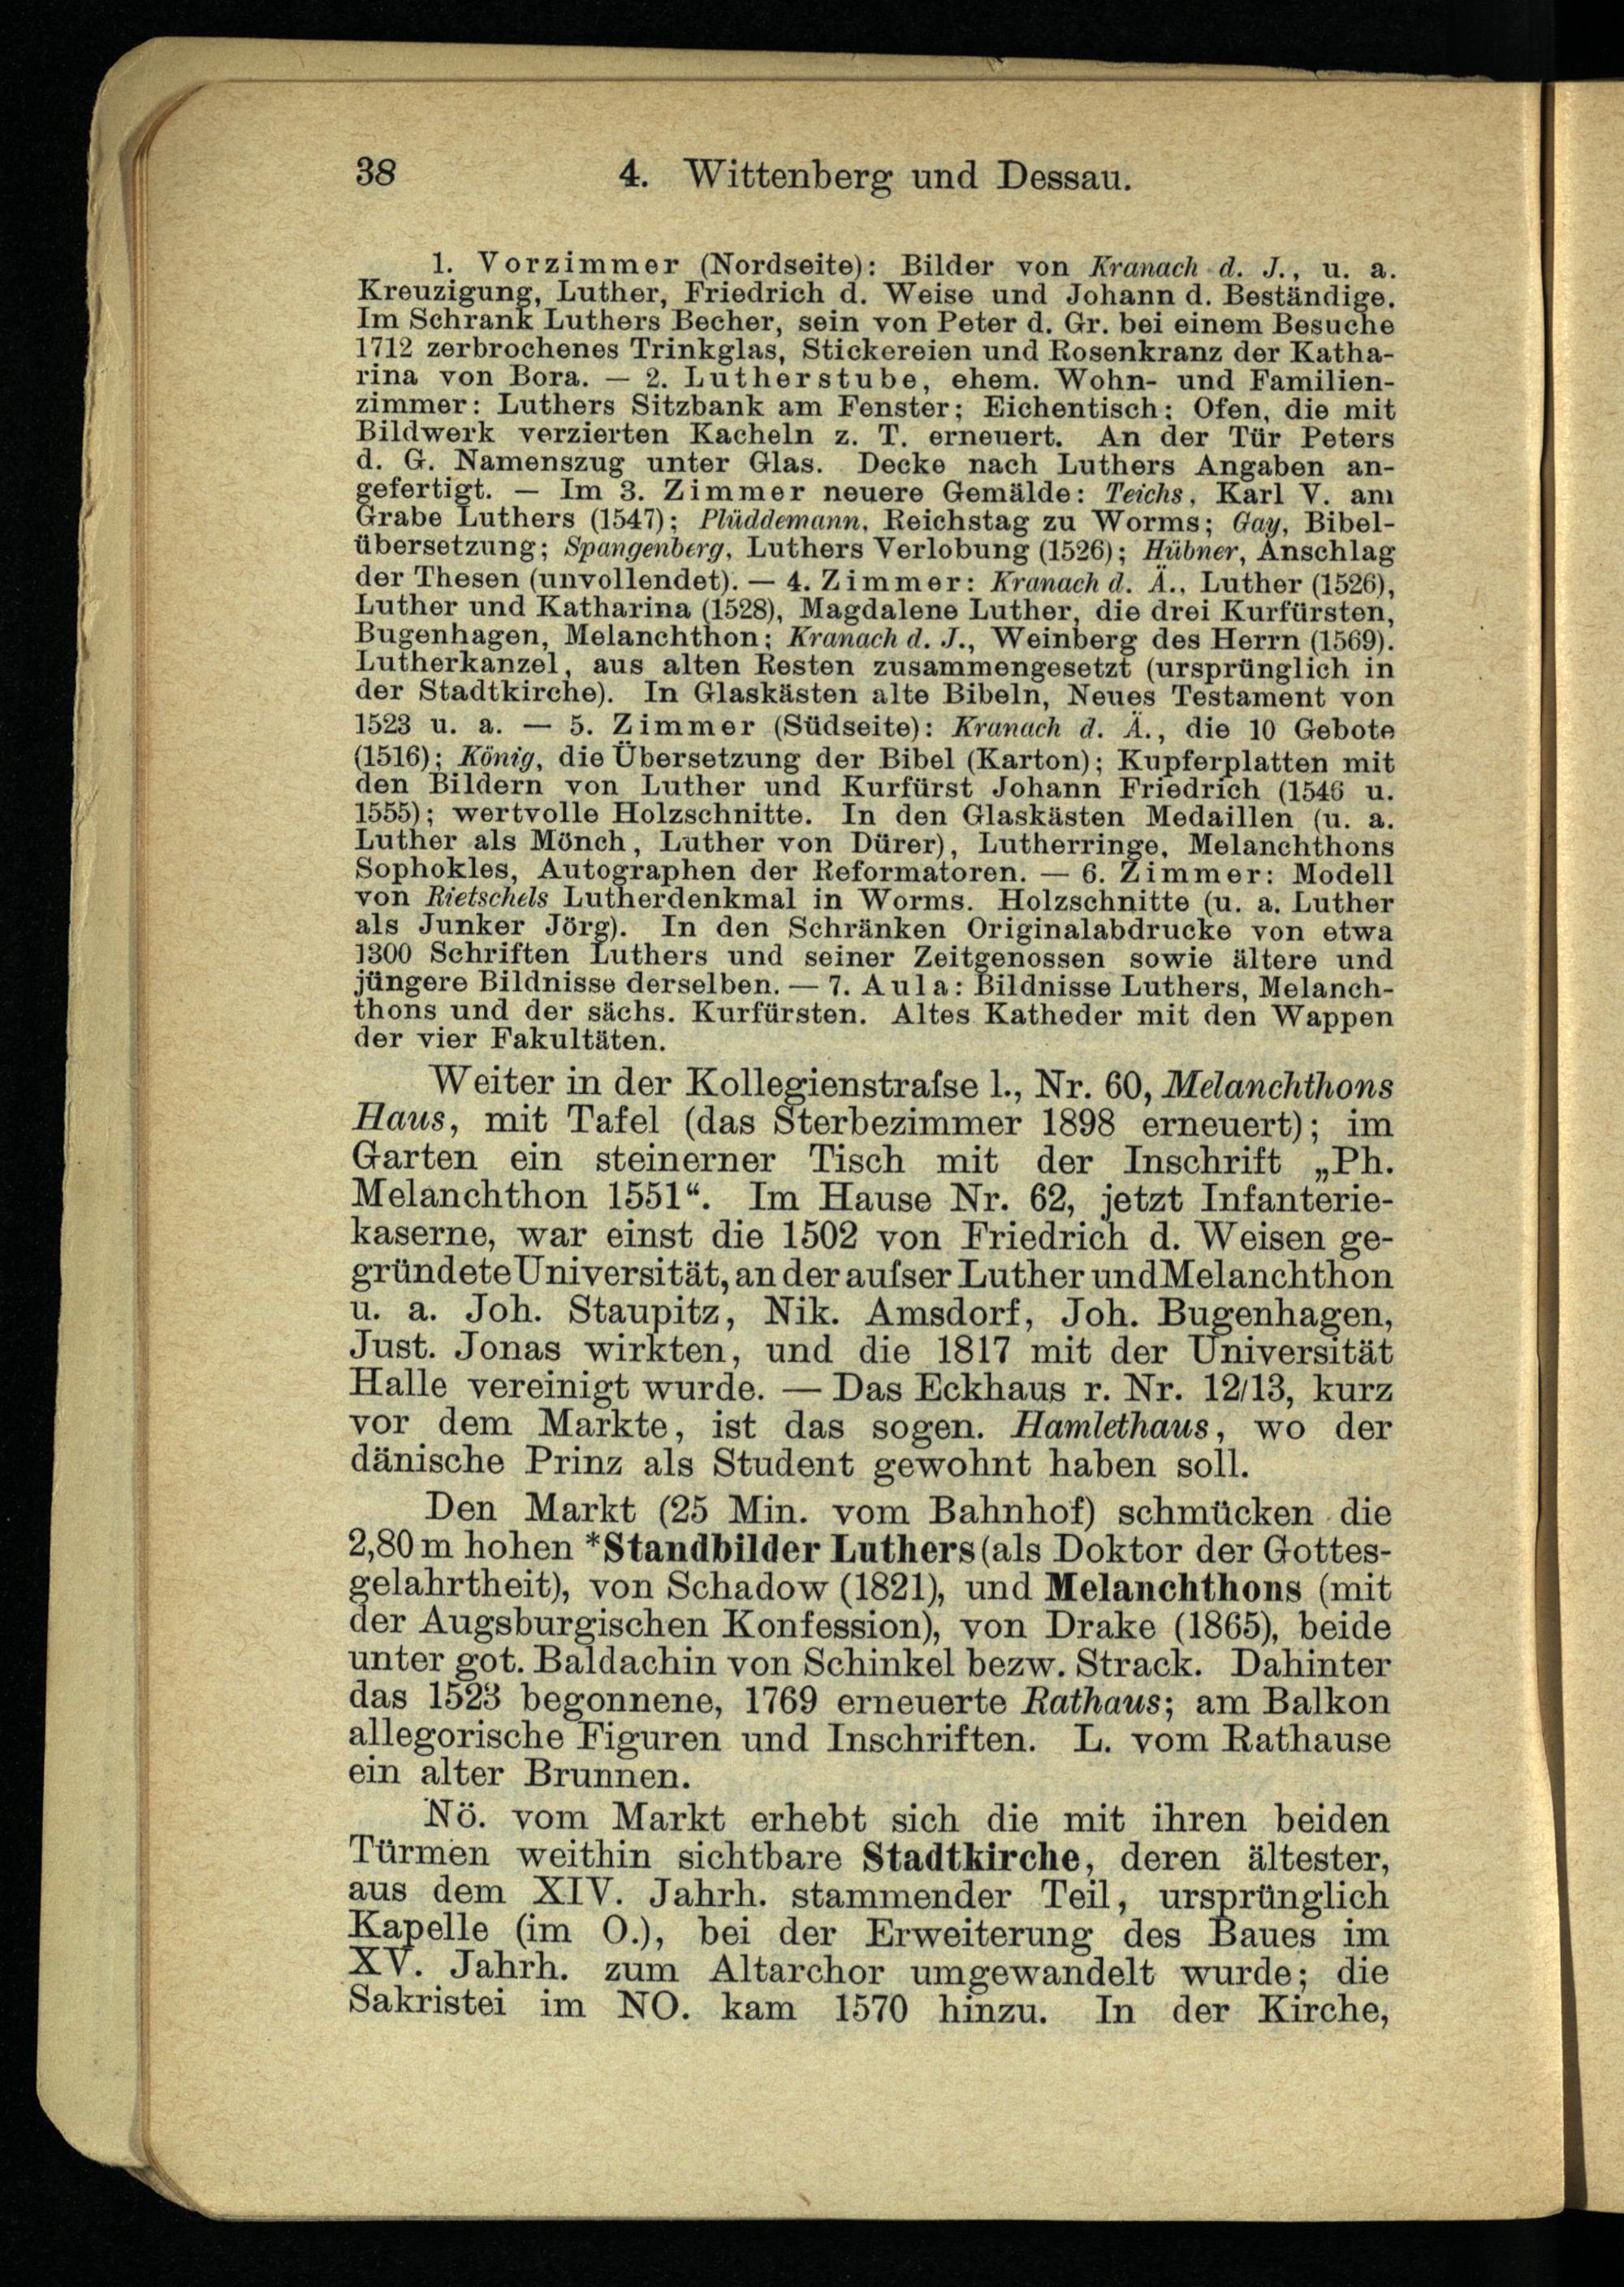 38 4. Wittenberg und Dessau.
1. Vorzimmer (Nordseite): Bilder von Kranach d. J., u. a.
Kreuzigung, Luther, Friedrich d. Weise und Johann d. Beständige.
Im Schrank Luthers Becher, sein von Peter d. Gr. bei einem Besuche
1712 zerbrochenes Trinkglas, Stickereien und Rosenkranz der Katha-
rina von Bora. — 2. Lutherstube, ehem. Wohn- und Familien-
zimmer: Luthers Sitzbank am Fenster; Eichentisch; Ofen, die mit
Bildwerk verzierten Kacheln z. T. erneuert. An der Tür Peters
d. G. Namenszug unter Glas. Decke nach Luthers Angaben an-
gefertigt. — Im 3. Zimmer neuere Gemälde: Teichs, Karl V. am
Grabe Luthers (1547); Plüddemann, Reichstag zu Worms; Gay, Bibel-
übersetzung; Spangenberg, Luthers Verlobung (1526); Hübner, Anschlag
der Thesen (unvollendet). — 4. Zimmer: Kranach d. Ä., Luther (1526),
Luther und Katharina (1528), Magdalene Luther, die drei Kurfürsten,
Bugenhagen, Melanchthon; Kranach d. J., Weinberg des Herrn (1569).
Lutherkanzel, aus alten Resten zusammengesetzt (ursprünglich in
der Stadtkirche). In Glaskästen alte Bibeln, Neues Testament von
1523 u. a. — 5. Zimmer (Südseite): Kranach d. Ä., die 10 Gebote
(1516); König, die Übersetzung der Bibel (Karton); Kupferplatten mit
den Bildern von Luther und Kurfürst Johann Friedrich (1546 u.
1555); wertvolle Holzschnitte. In den Glaskästen Medaillen (u. a.
Luther als Mönch, Luther von Dürer), Lutherringe, Melanchthons
Sophokles, Autographen der Reformatoren. — 6. Zimmer: Modell
von Rietschels Lutherdenkmal in Worms. Holzschnitte (u. a. Luther
als Junker Jörg). In den Schränken Originalabdrucke von etwa
1300 Schriften Luthers und seiner Zeitgenossen sowie ältere und
jüngere Bildnisse derselben. — 7. Aula: Bildnisse Luthers, Melanch-
thons und der sächs. Kurfürsten. Altes Katheder mit den Wappen
der vier Fakultäten.
Weiter in der Kollegienstraſse l., Nr. 60, Melanchthons
Haus, mit Tafel (das Sterbezimmer 1898 erneuert); im
Garten ein steinerner Tisch mit der Inschrift „Ph.
Melanchthon 1551“. Im Hause Nr. 62, jetzt Infanterie-
kaserne, war einst die 1502 von Friedrich d. Weisen ge-
gründete Universität, an der auſser Luther und Melanchthon
u. a. Joh. Staupitz, Nik. Amsdorf, Joh. Bugenhagen,
Just. Jonas wirkten, und die 1817 mit der Universität
Halle vereinigt wurde. — Das Eckhaus r. Nr. 12/13, kurz
vor dem Markte, ist das sogen. Hamlethaus, wo der
dänische Prinz als Student gewohnt haben soll.
Den Markt (25 Min. vom Bahnhof) schmücken die
2,80 m hohen *Standbilder Luthers (als Doktor der Gottes-
gelahrtheit), von Schadow (1821), und Melanchthons (mit
der Augsburgischen Konfession), von Drake (1865), beide
unter got. Baldachin von Schinkel bezw. Strack. Dahinter
das 1523 begonnene, 1769 erneuerte Rathaus; am Balkon
allegorische Figuren und Inschriften. L. vom Rathause
ein alter Brunnen.
Nö. vom Markt erhebt sich die mit ihren beiden
Türmen weithin sichtbare Stadtkirche, deren ältester,
aus dem XIV. Jahrh. stammender Teil, ursprünglich
Kapelle (im O.), bei der Erweiterung des Baues im
XV. Jahrh. zum Altarchor umgewandelt wurde; die
Sakristei im NO. kam 1570 hinzu. In der Kirche,